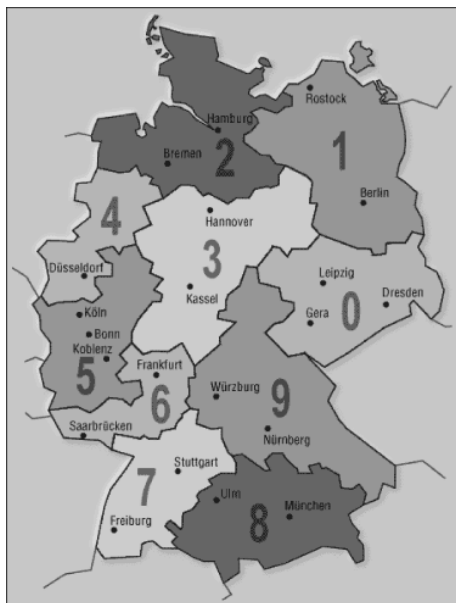 Hamburg
Rostock
Bremen
2
1
Berlin
4
Hannover
3
Düsseldorf
Leipzig
Kassel
Dresden
Gera
0
Köln
Bonn
Koblenz
5
Frankfurt
6
Würzburg
9
Saarbrücken
Nürnberg
Stuttgart
7
Ulm
8
München
Freiburg